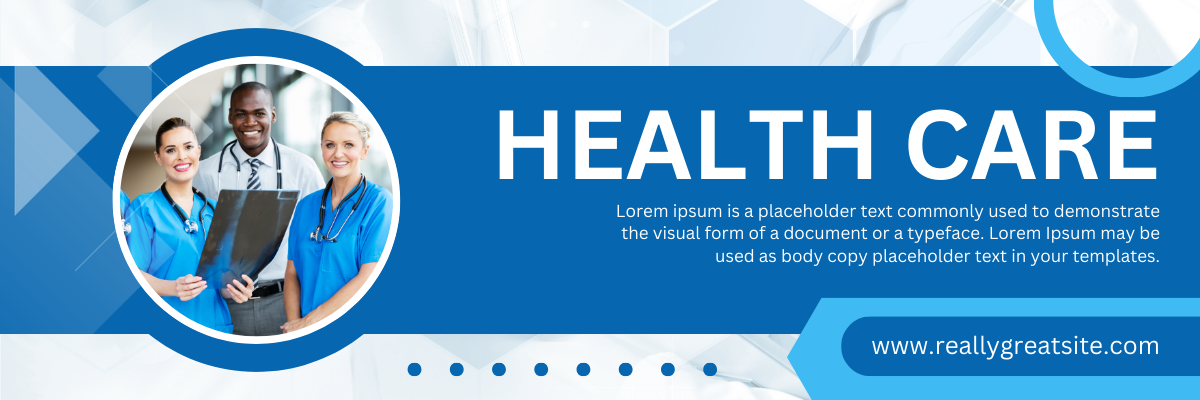 HEALTH CARE
Lorem ipsum is a placeholder text commonly used to demonstrate
the visual form of a document or a typeface. Lorem Ipsum may be
used as body copy placeholder text in your templates.
www.reallygreatsite.com